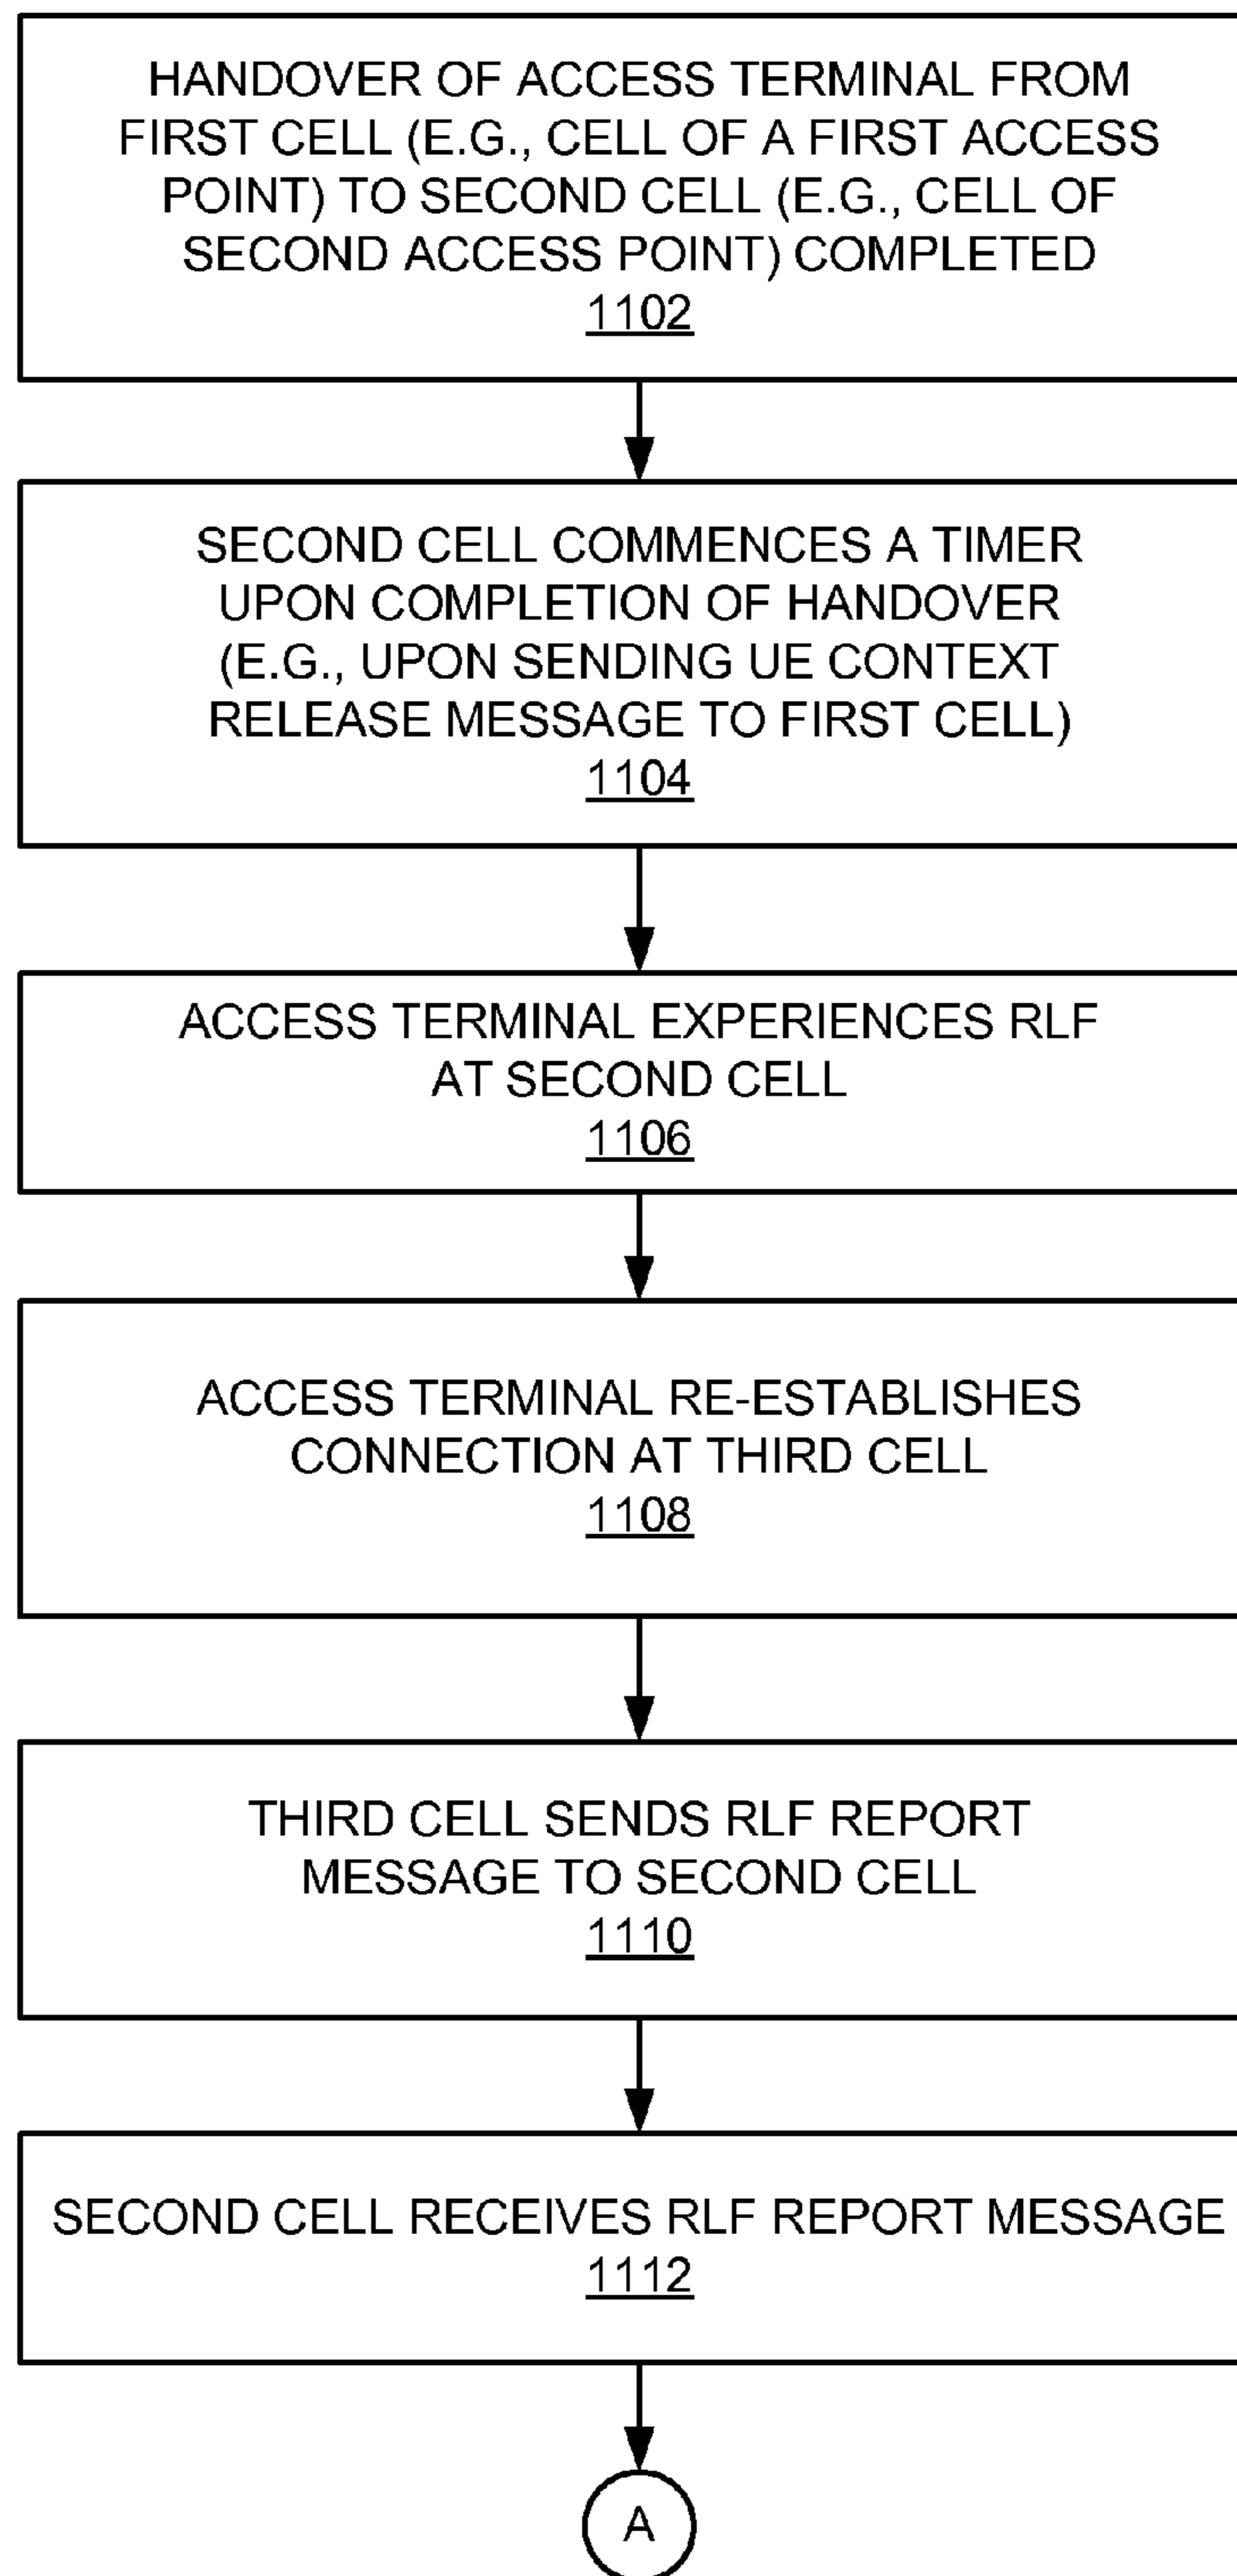 HANDOVER OF ACCESS TERMINAL FROM
FIRST CELL (E.G., CELL OF A FIRST ACCESS
POINT) TO SECOND CELL (E.G., CELL OF
SECOND ACCESS POINT) COMPLETED
1102
SECOND CELL COMMENCES A TIMER
UPON COMPLETION OF HANDOVER
(E.G., UPON SENDING UE CONTEXT
RELEASE MESSAGE TO FIRST CELL)
1104
ACCESS TERMINAL EXPERIENCES RLF
AT SECOND CELL
1106
ACCESS TERMINAL RE-ESTABLISHES
CONNECTION AT THIRD CELL
1108
THIRD CELL SENDS RLF REPORT
MESSAGE TO SECOND CELL
1110
SECOND CELL RECEIVES RLF REPORT MESSAGE
1112
A